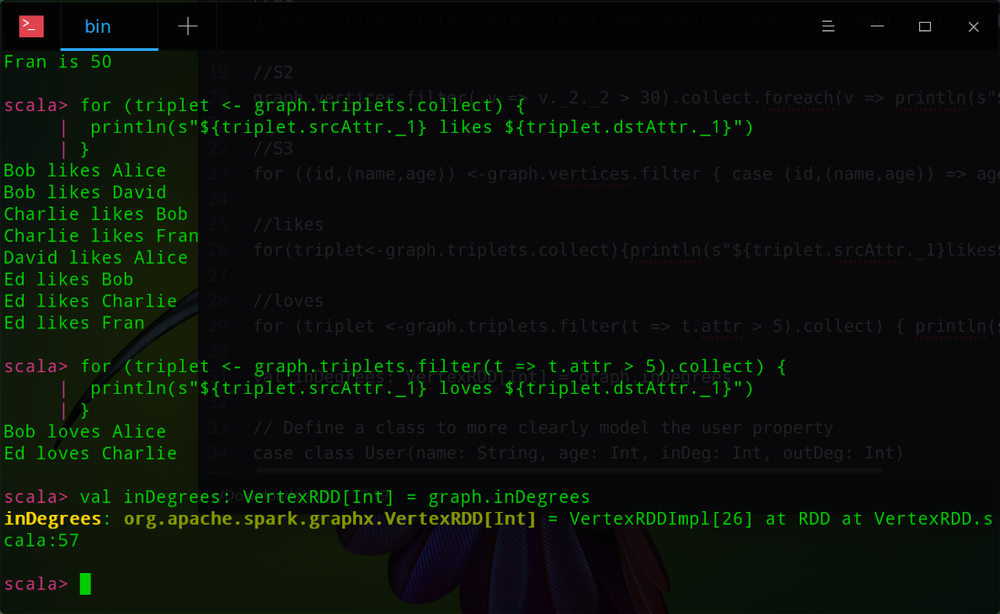 >_ bin
Fran is 50
scala> for (triplet <- graph.triplets.collect) {
| println(s"${triplet.srcAttr._1} likes ${triplet.dstAttr._1}")
| }
Bob likes Alice
Bob likes David
Charlie likes Bob
Charlie likes Fran
David likes Alice
Ed likes Bob
Ed likes Charlie
Ed likes Fran
scala> for (triplet <- graph.triplets.filter(t => t.attr > 5).collect) {
| println(s"${triplet.srcAttr._1} loves ${triplet.dstAttr._1}")
| }
Bob loves Alice
Ed loves Charlie
scala> val inDegrees: VertexRDD[Int] = graph.inDegrees
inDegrees: org.apache.spark.graphx.VertexRDD[Int] = VertexRDDImpl[26] at RDD at VertexRDD.s
cala:57
scala>
19 //S2
graph.vertices.filter( v => v._2._2 > 30).collect.foreach(v => println(s"
22 //S3
23 for ((id,(name,age)) <-graph.vertices.filter { case (id,(name,age)) => age
24
25 //likes
26 for(triplet<-graph.triplets.collect){println(s"${triplet.srcAttr._1}likes
27
28 //loves
29 for (triplet <-graph.triplets.filter(t => t.attr > 5).collect) { println(s
30
val inDegrees: VertexRDD[Int] = graph.inDegrees
33 // Define a class to more clearly model the user property
34 case class User(name: String, age: Int, inDeg: Int, outDeg: Int)